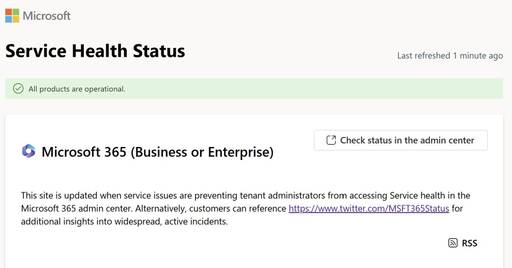 Microsoft
Service Health Status
Last refreshed 1 minute ago
All products are operational.
Microsoft 365 (Business or Enterprise)
Check status in the admin center
This site is updated when service issues are preventing tenant administrators from accessing Service health in the
Microsoft 365 admin center. Alternatively, customers can reference https://www.twitter.com/MSFT365Status for
additional insights into widespread, active incidents.
RSS